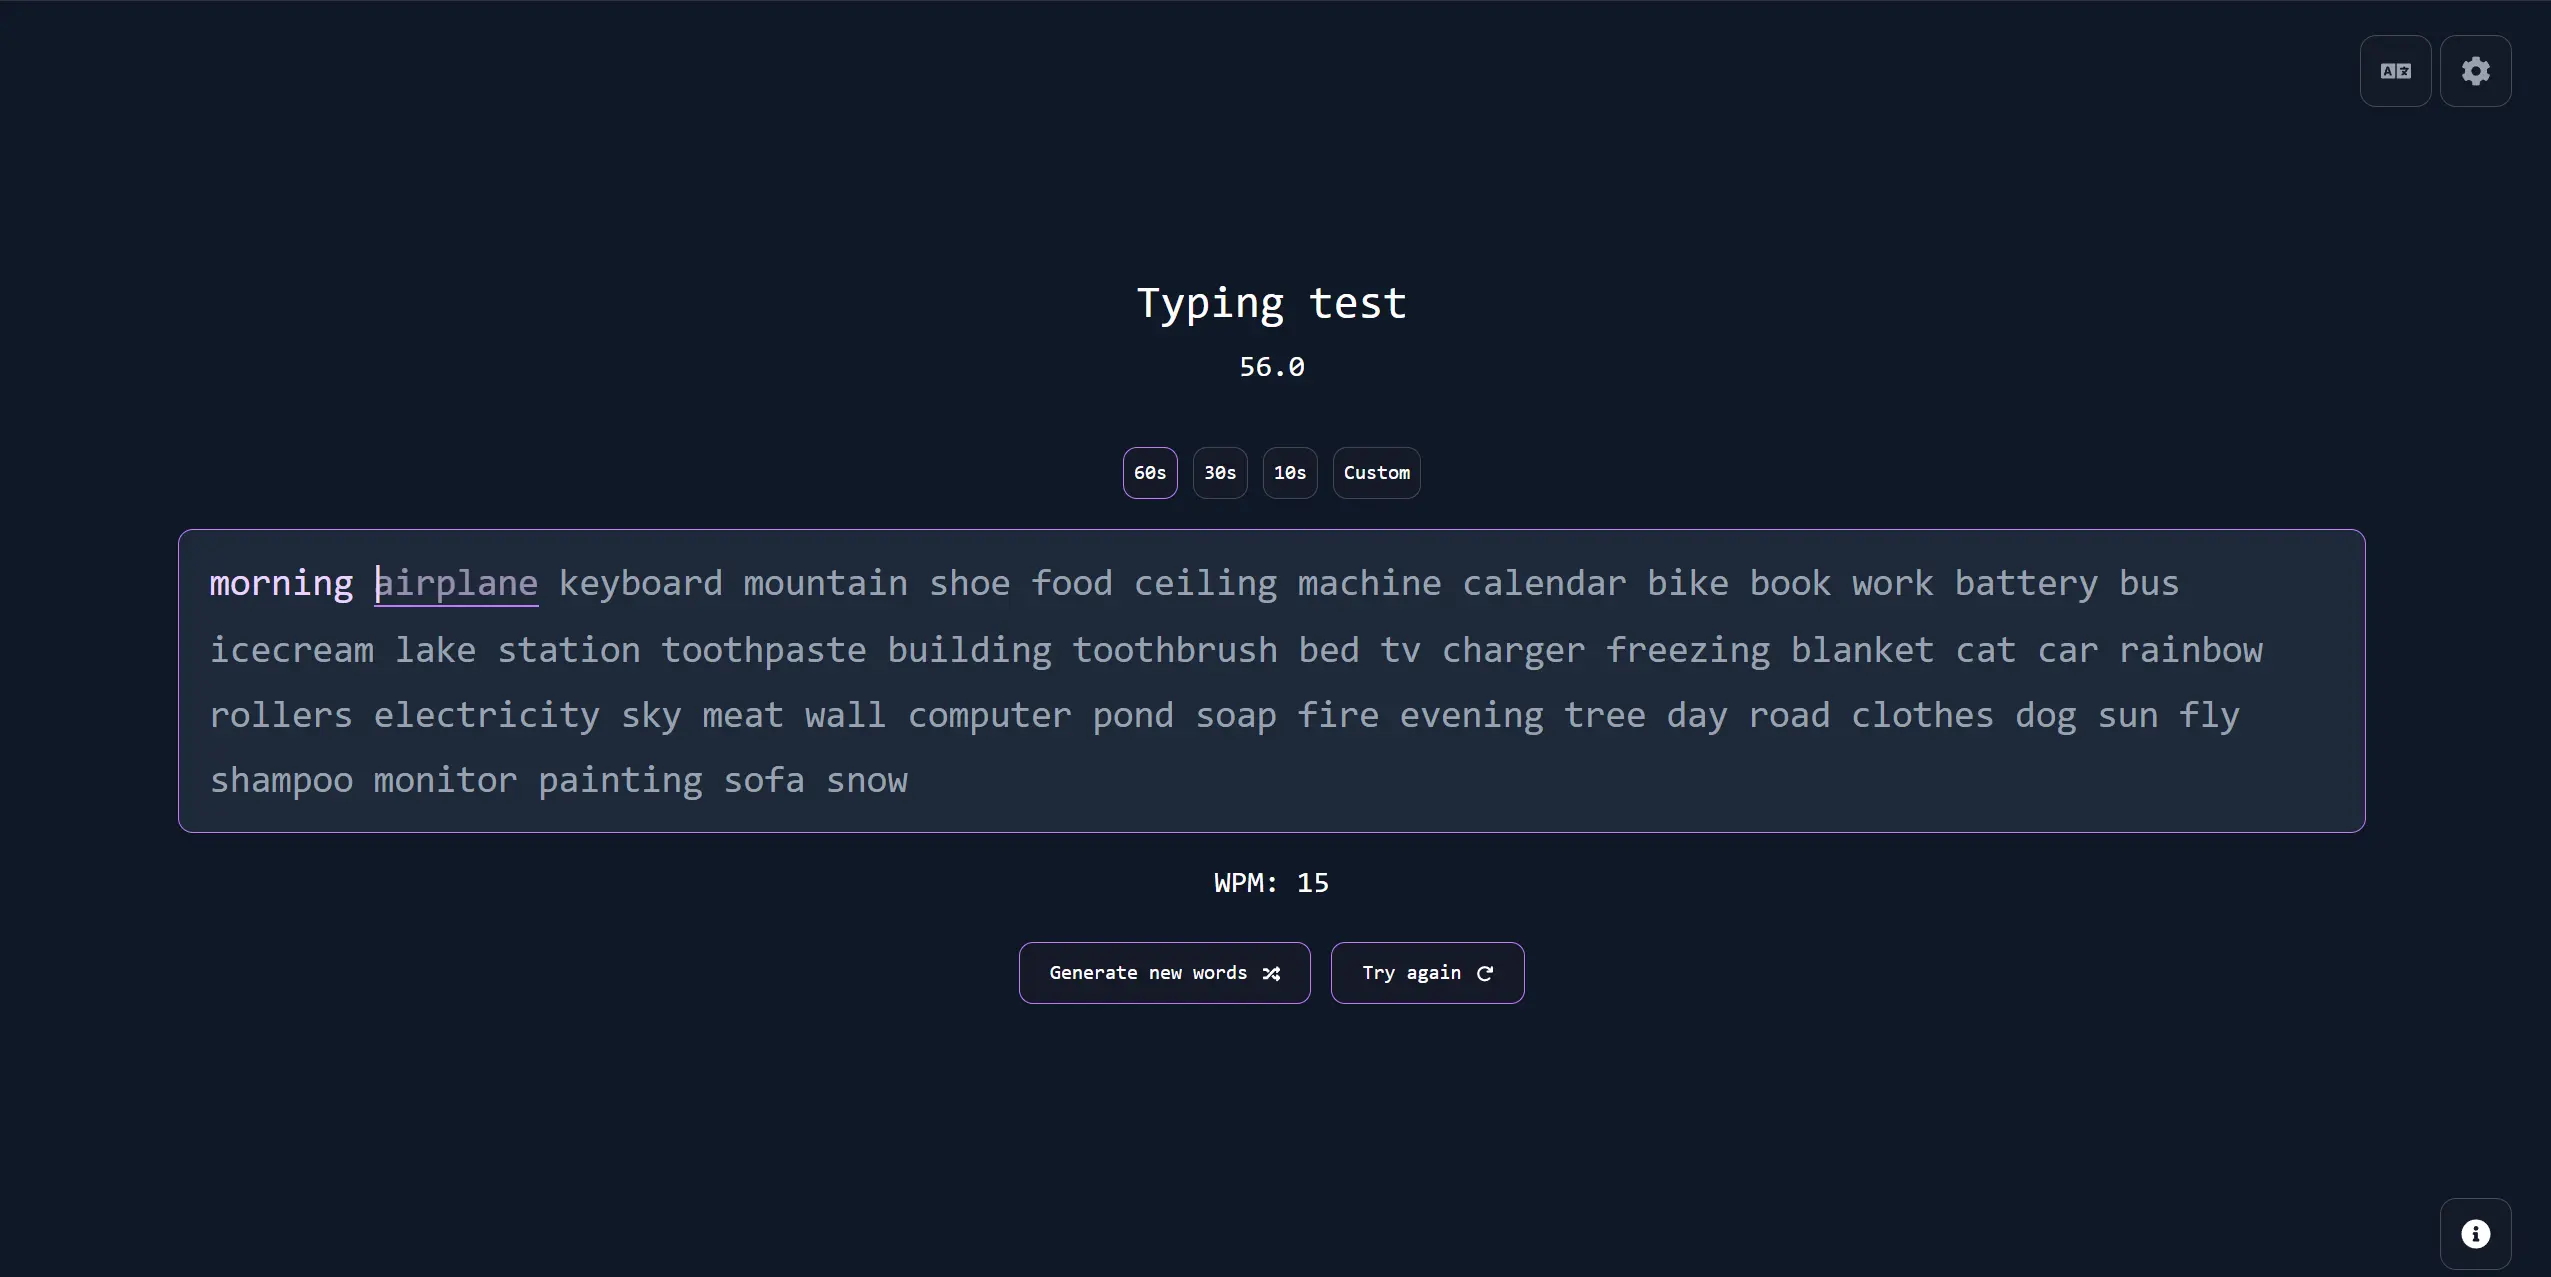 A文
Typing test
56.0
60s 30s 10s Custom
morning airplane keyboard mountain shoe food ceiling machine calendar bike book work battery bus
icecream lake station toothpaste building toothbrush bed tv charger freezing blanket cat car rainbow
rollers electricity sky meat wall computer pond soap fire evening tree day road clothes dog sun fly
shampoo monitor painting sofa snow
WPM: 15
Generate new words Try again